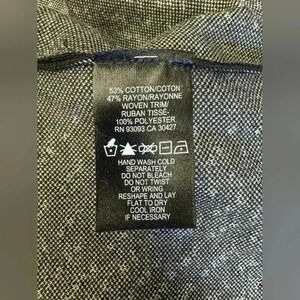 53% COTTON/COTON
47% RAYON/RAYONNE
WOVEN TRIM/
RUBAN TISSÉ-
100% POLYESTER
RN 93093 CA 30427
HAND WASH COLD
SEPARATELY
DO NOT BLEACH
DO NOT TWIST
OR WRING
RESHAPE AND LAY
FLAT TO DRY
COOL IRON
IF NECESSARY